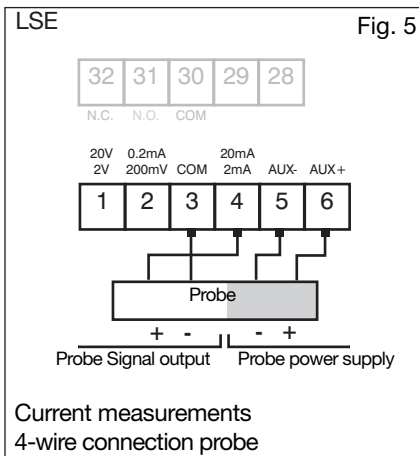 LSE Fig. 5
32 31 30 29 28
N.C. N.O. COM
20V 0.2mA 20mA
2V 200mV COM 2mA AUX- AUX+
1 2 3 4 5 6
Probe
+ - - +
Probe Signal output Probe power supply
Current measurements
4-wire connection probe